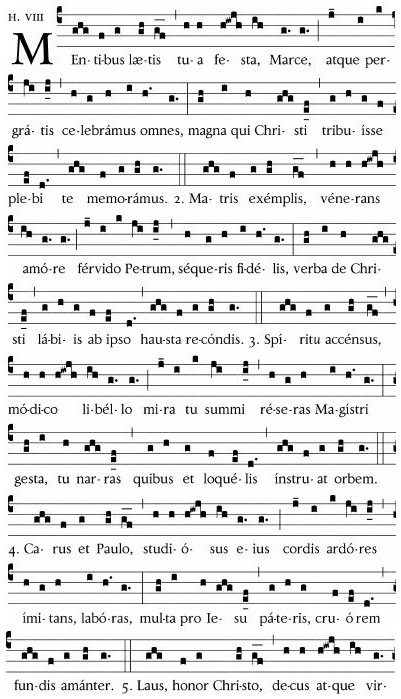 H. VIII
MEn-ti-bus læ-tis tu-a fe-sta, Marce, atque per-
grá-tis ce-lebrámus omnes, magna qui Chri-sti tribu-ísse
ple-bi te memo-rámus. 2. Ma-tris exémplis, véne-rans
amó-re férvido Pe-trum, séque-ris fi-dé-lis, verba de Chri-
sti lá-bi-is ab ipso hau-sta re-cóndis. 3. Spí-ri-tu accénsus,
mó-di-co li-bél-lo mi-ra tu summi ré-se-ras Ma-gístri
gesta, tu nar-ras quibus et loqué-lis ínstru-at orbem.
4. Ca-rus et Paulo, studi-ó-sus e-ius cordis ardó-res
ími-tans, labó-ras, mul-ta pro Ie-su pá-te-ris, cru-ó-rem
fun-dis amánter. 5. Laus, honor Chri-sto, de-cus at-que vir-